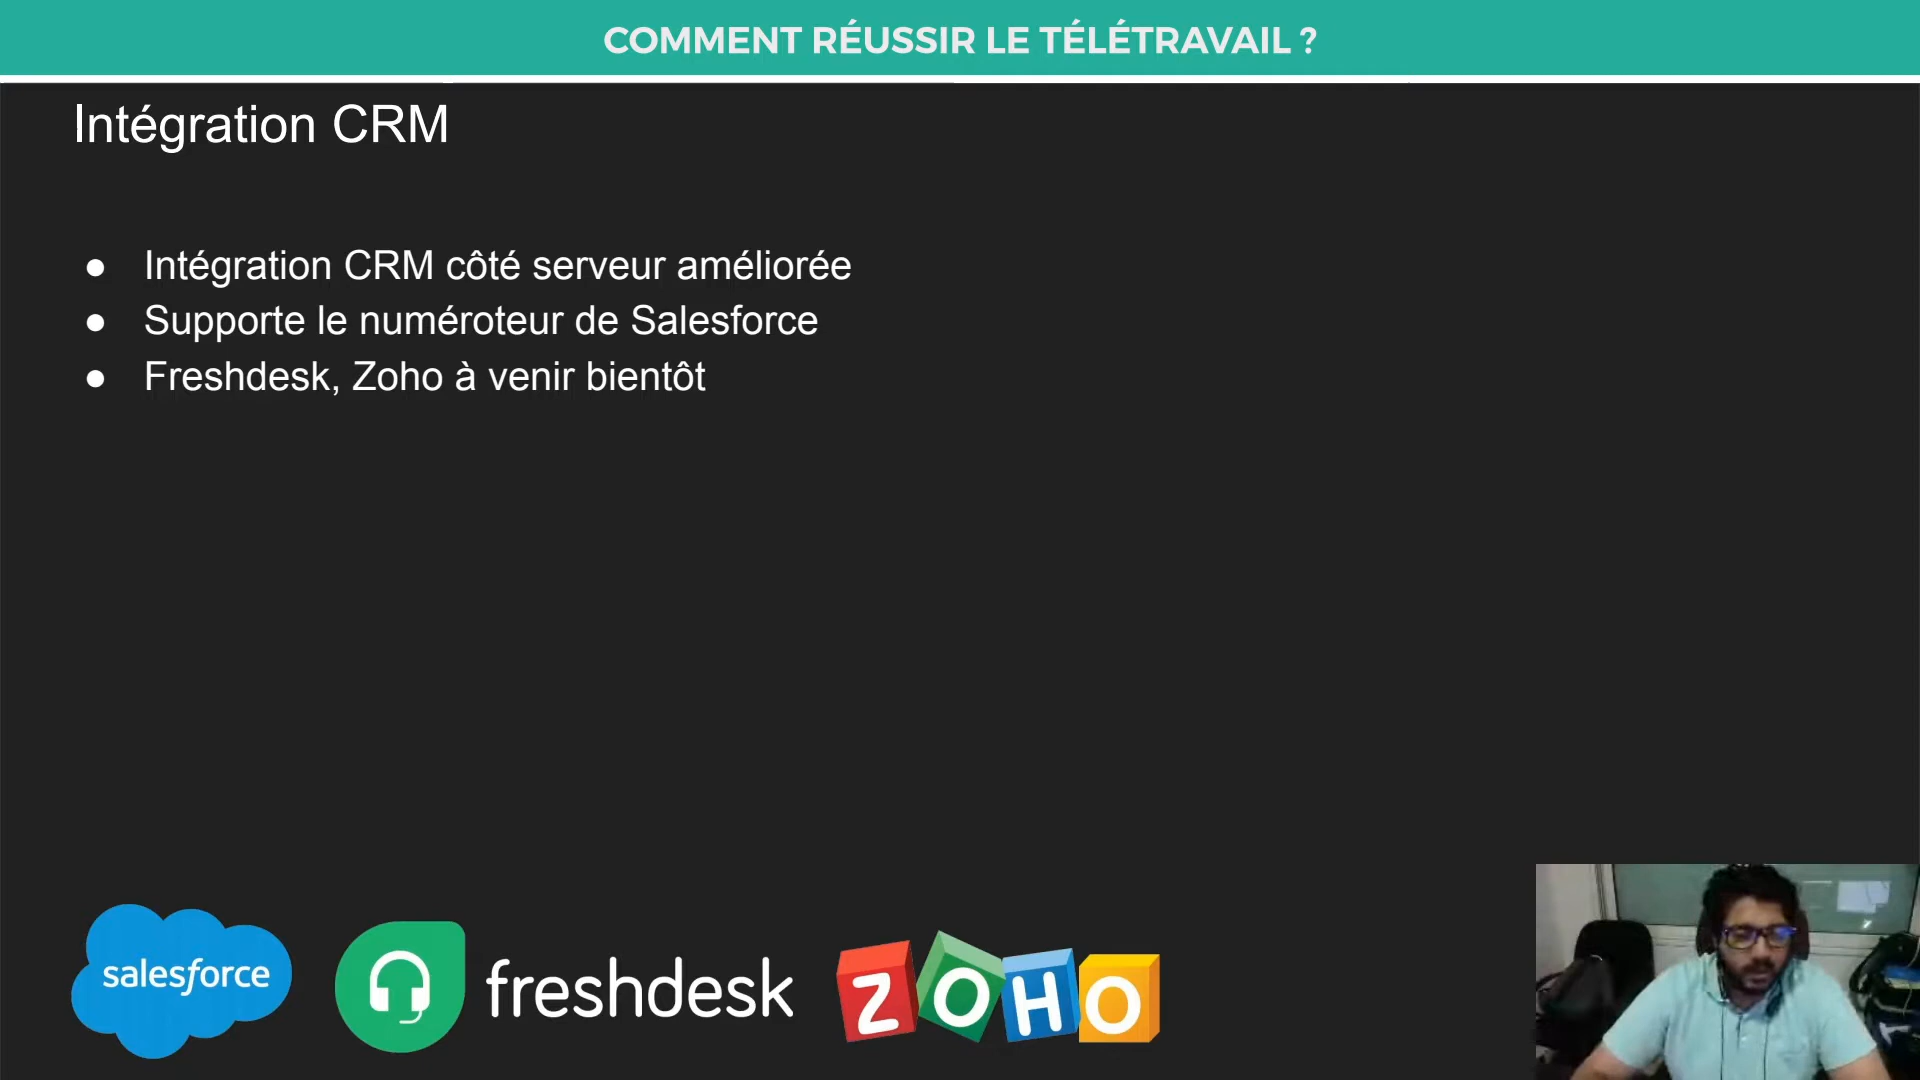 COMMENT RÉUSSIR LE TÉLÉTRAVAIL ?
Intégration CRM
● Intégration CRM côté serveur améliorée
● Supporte le numéroteur de Salesforce
● Freshdesk, Zoho à venir bientôt
salesforce
freshdesk
ZOHO